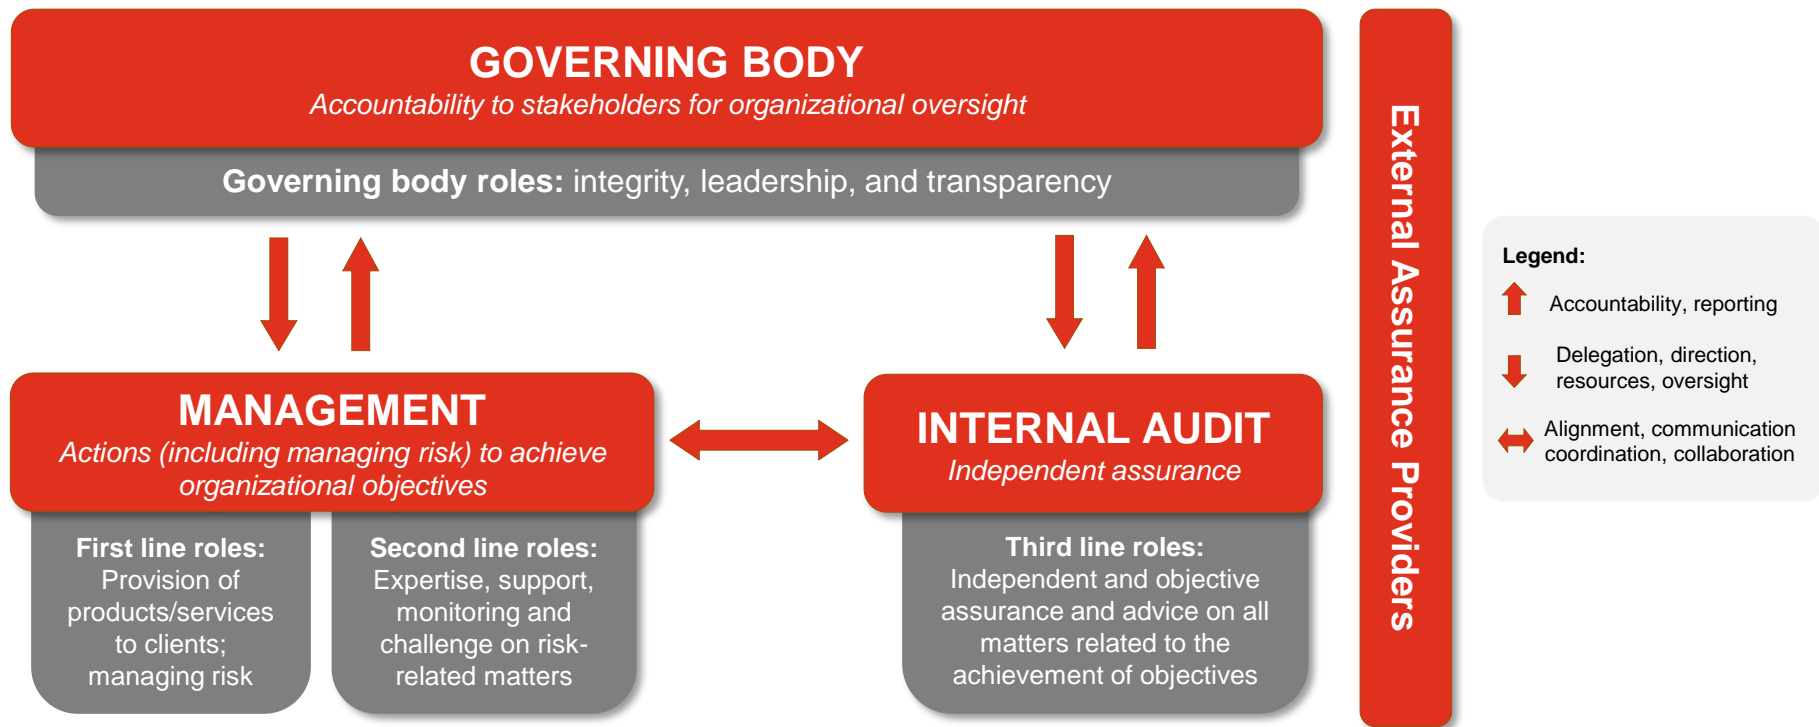 GOVERNING BODY
Accountability to stakeholders for organizational oversight
Governing body roles: integrity, leadership, and transparency
MANAGEMENT
Actions (including managing risk) to achieve
organizational objectives
First line roles:
Provision of
products/services
to clients;
managing risk
Second line roles:
Expertise, support,
monitoring and
challenge on risk-
related matters
INTERNAL AUDIT
Independent assurance
Third line roles:
Independent and objective
assurance and advice on all
matters related to the
achievement of objectives
External Assurance Providers
Legend:
Accountability, reporting
Delegation, direction,
resources, oversight
Alignment, communication
coordination, collaboration